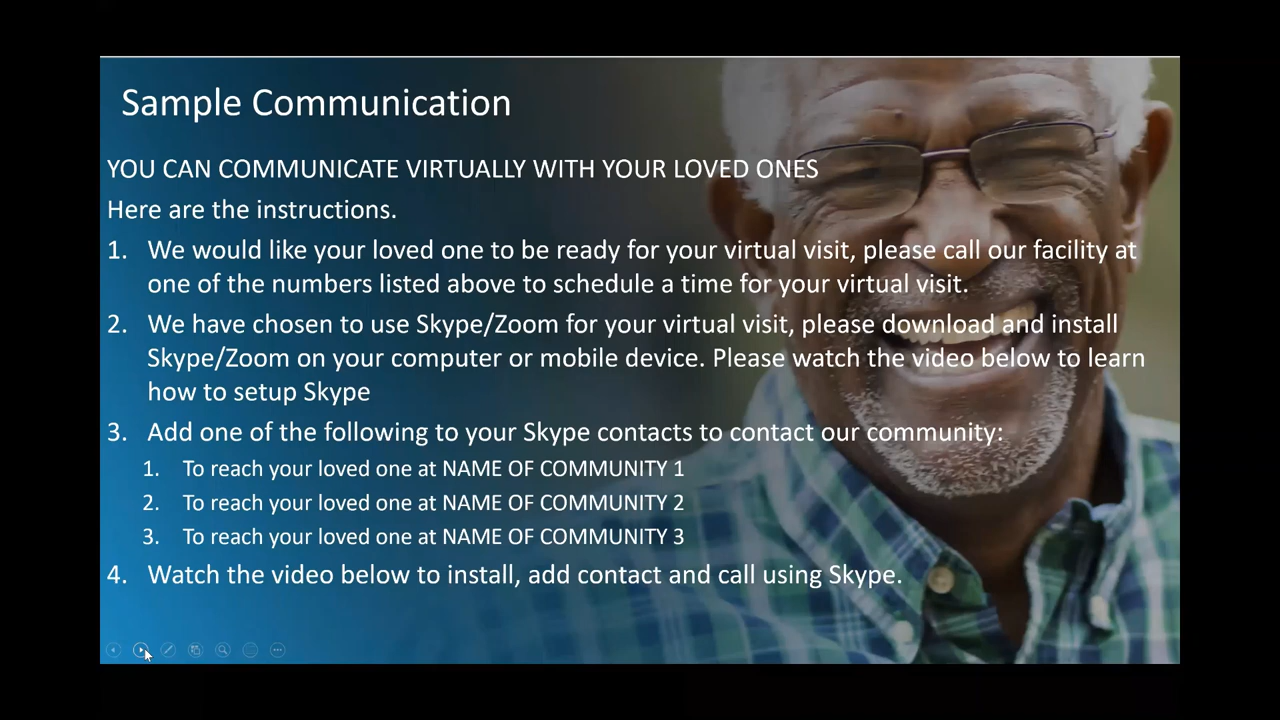 Sample Communication
YOU CAN COMMUNICATE VIRTUALLY WITH YOUR LOVED ONES
Here are the instructions.
1. We would like your loved one to be ready for your virtual visit, please call our facility at
one of the numbers listed above to schedule a time for your virtual visit.
2. We have chosen to use Skype/Zoom for your virtual visit, please download and install
Skype/Zoom on your computer or mobile device. Please watch the video below to learn
how to setup Skype
3. Add one of the following to your Skype contacts to contact our community:
1. To reach your loved one at NAME OF COMMUNITY 1
2. To reach your loved one at NAME OF COMMUNITY 2
3. To reach your loved one at NAME OF COMMUNITY 3
4. Watch the video below to install, add contact and call using Skype.